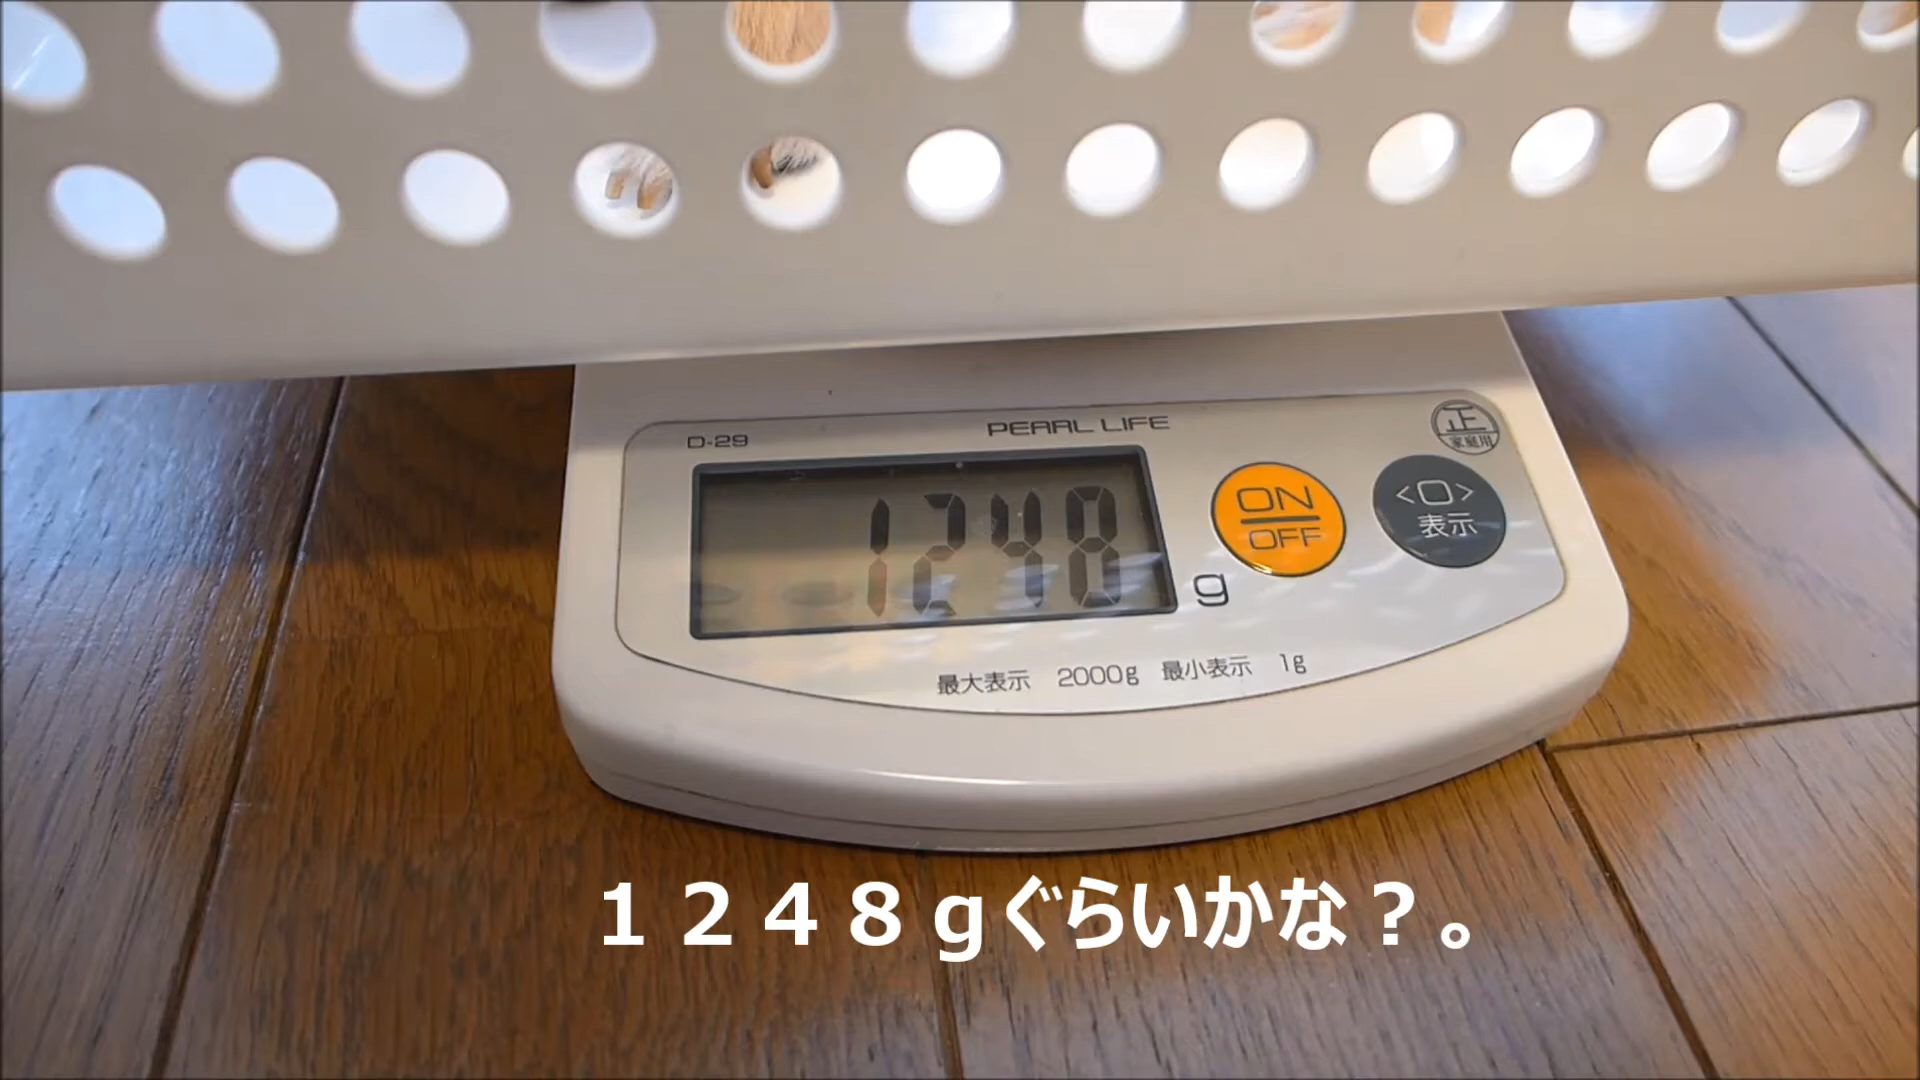 D-29
PEARL LIFE
正
家庭用
1248
g
ON
OFF
<0>
表示
最大表示 2000g 最小表示 1g
１２４８ｇぐらいかな？。